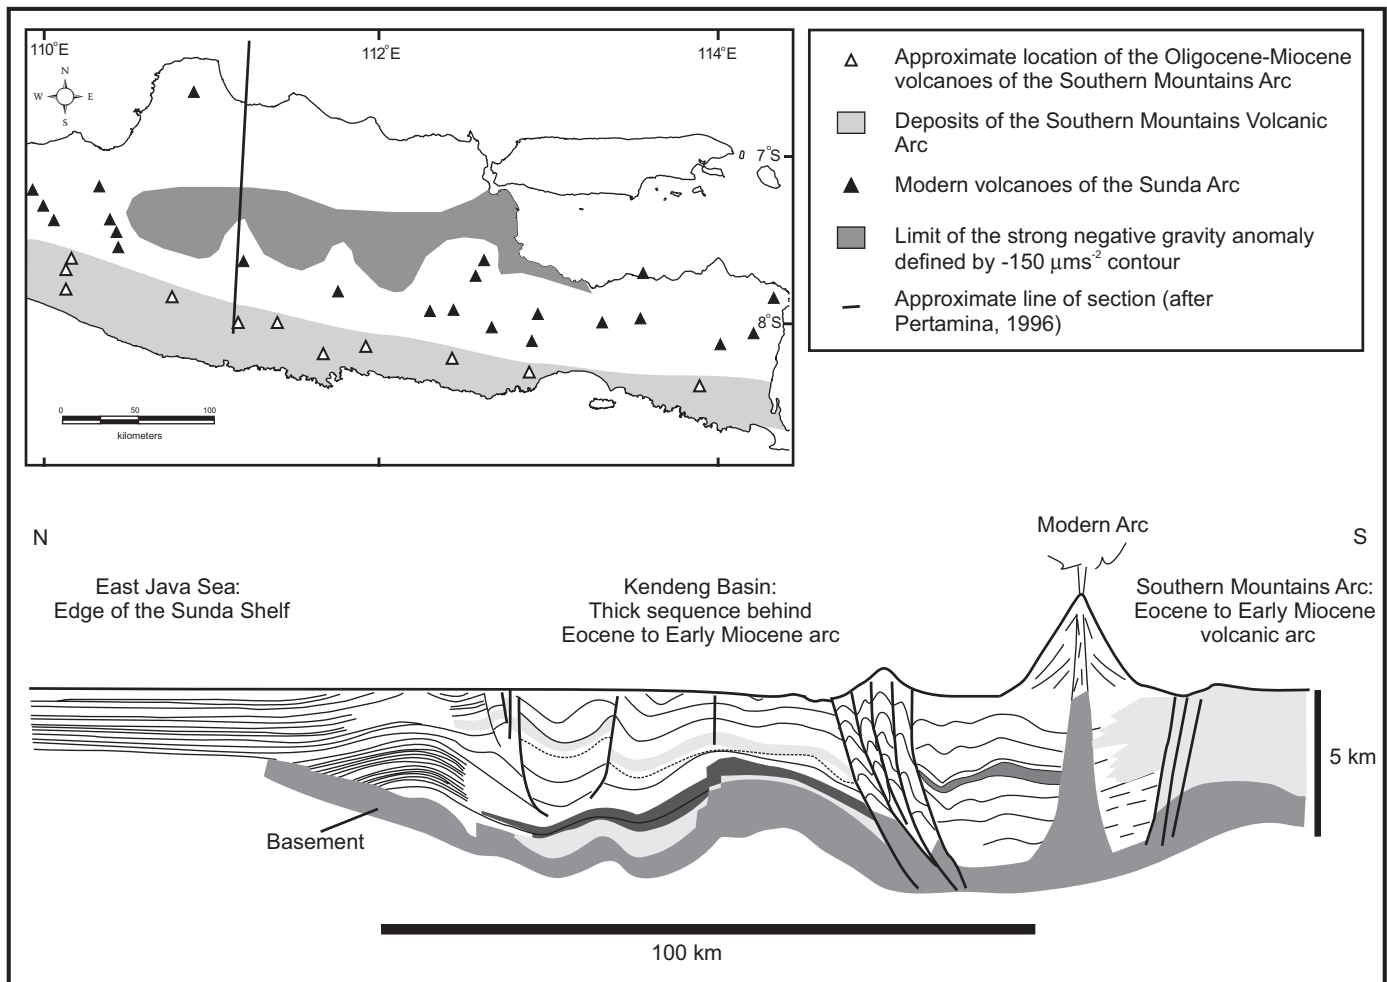 110°E
112°E
114°E
N
W
E
S
7°S
8°S
0
50
100
kilometers
Approximate location of the Oligocene-Miocene
volcanoes of the Southern Mountains Arc
Deposits of the Southern Mountains Volcanic
Arc
Modern volcanoes of the Sunda Arc
Limit of the strong negative gravity anomaly
defined by -150 μms⁻² contour
Approximate line of section (after
Pertamina, 1996)
N
S
Modern Arc
East Java Sea:
Edge of the Sunda Shelf
Kendeng Basin:
Thick sequence behind
Eocene to Early Miocene arc
Southern Mountains Arc:
Eocene to Early Miocene
volcanic arc
5 km
Basement
100 km